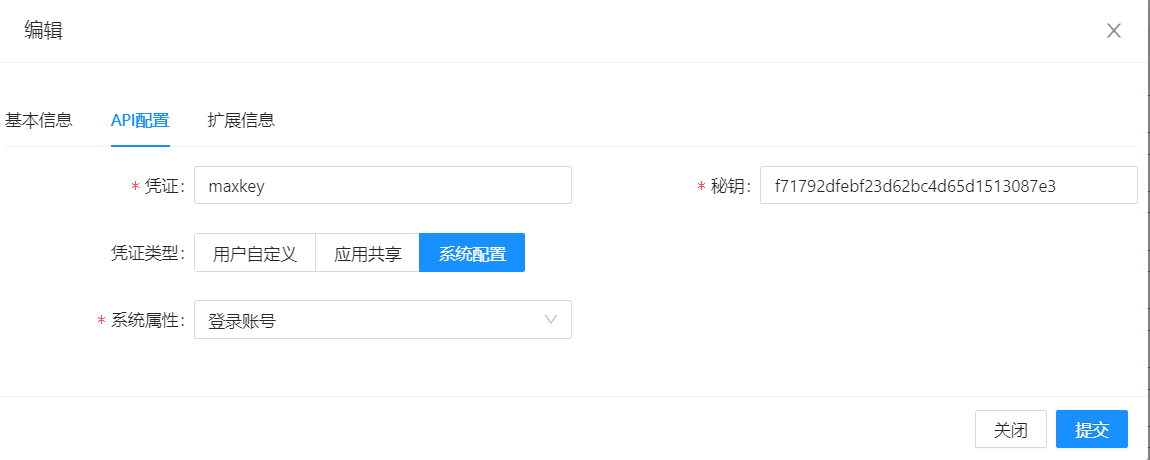 编辑
基本信息 API配置 扩展信息
* 凭证: maxkey * 秘钥: f71792dfebf23d62bc4d65d1513087e3
凭证类型: 用户自定义 应用共享 系统配置
* 系统属性: 登录账号
关闭 提交